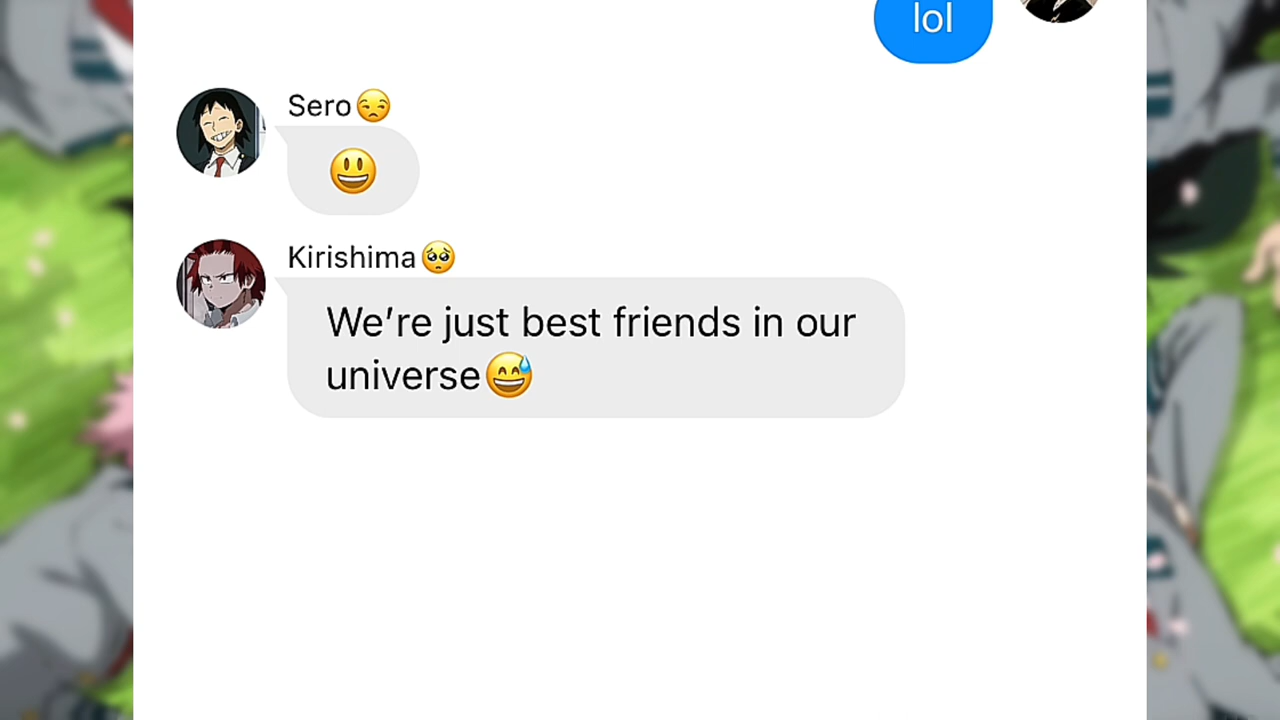 lol
Sero😒
😃
Kirishima🥺
We're just best friends in our
universe😅